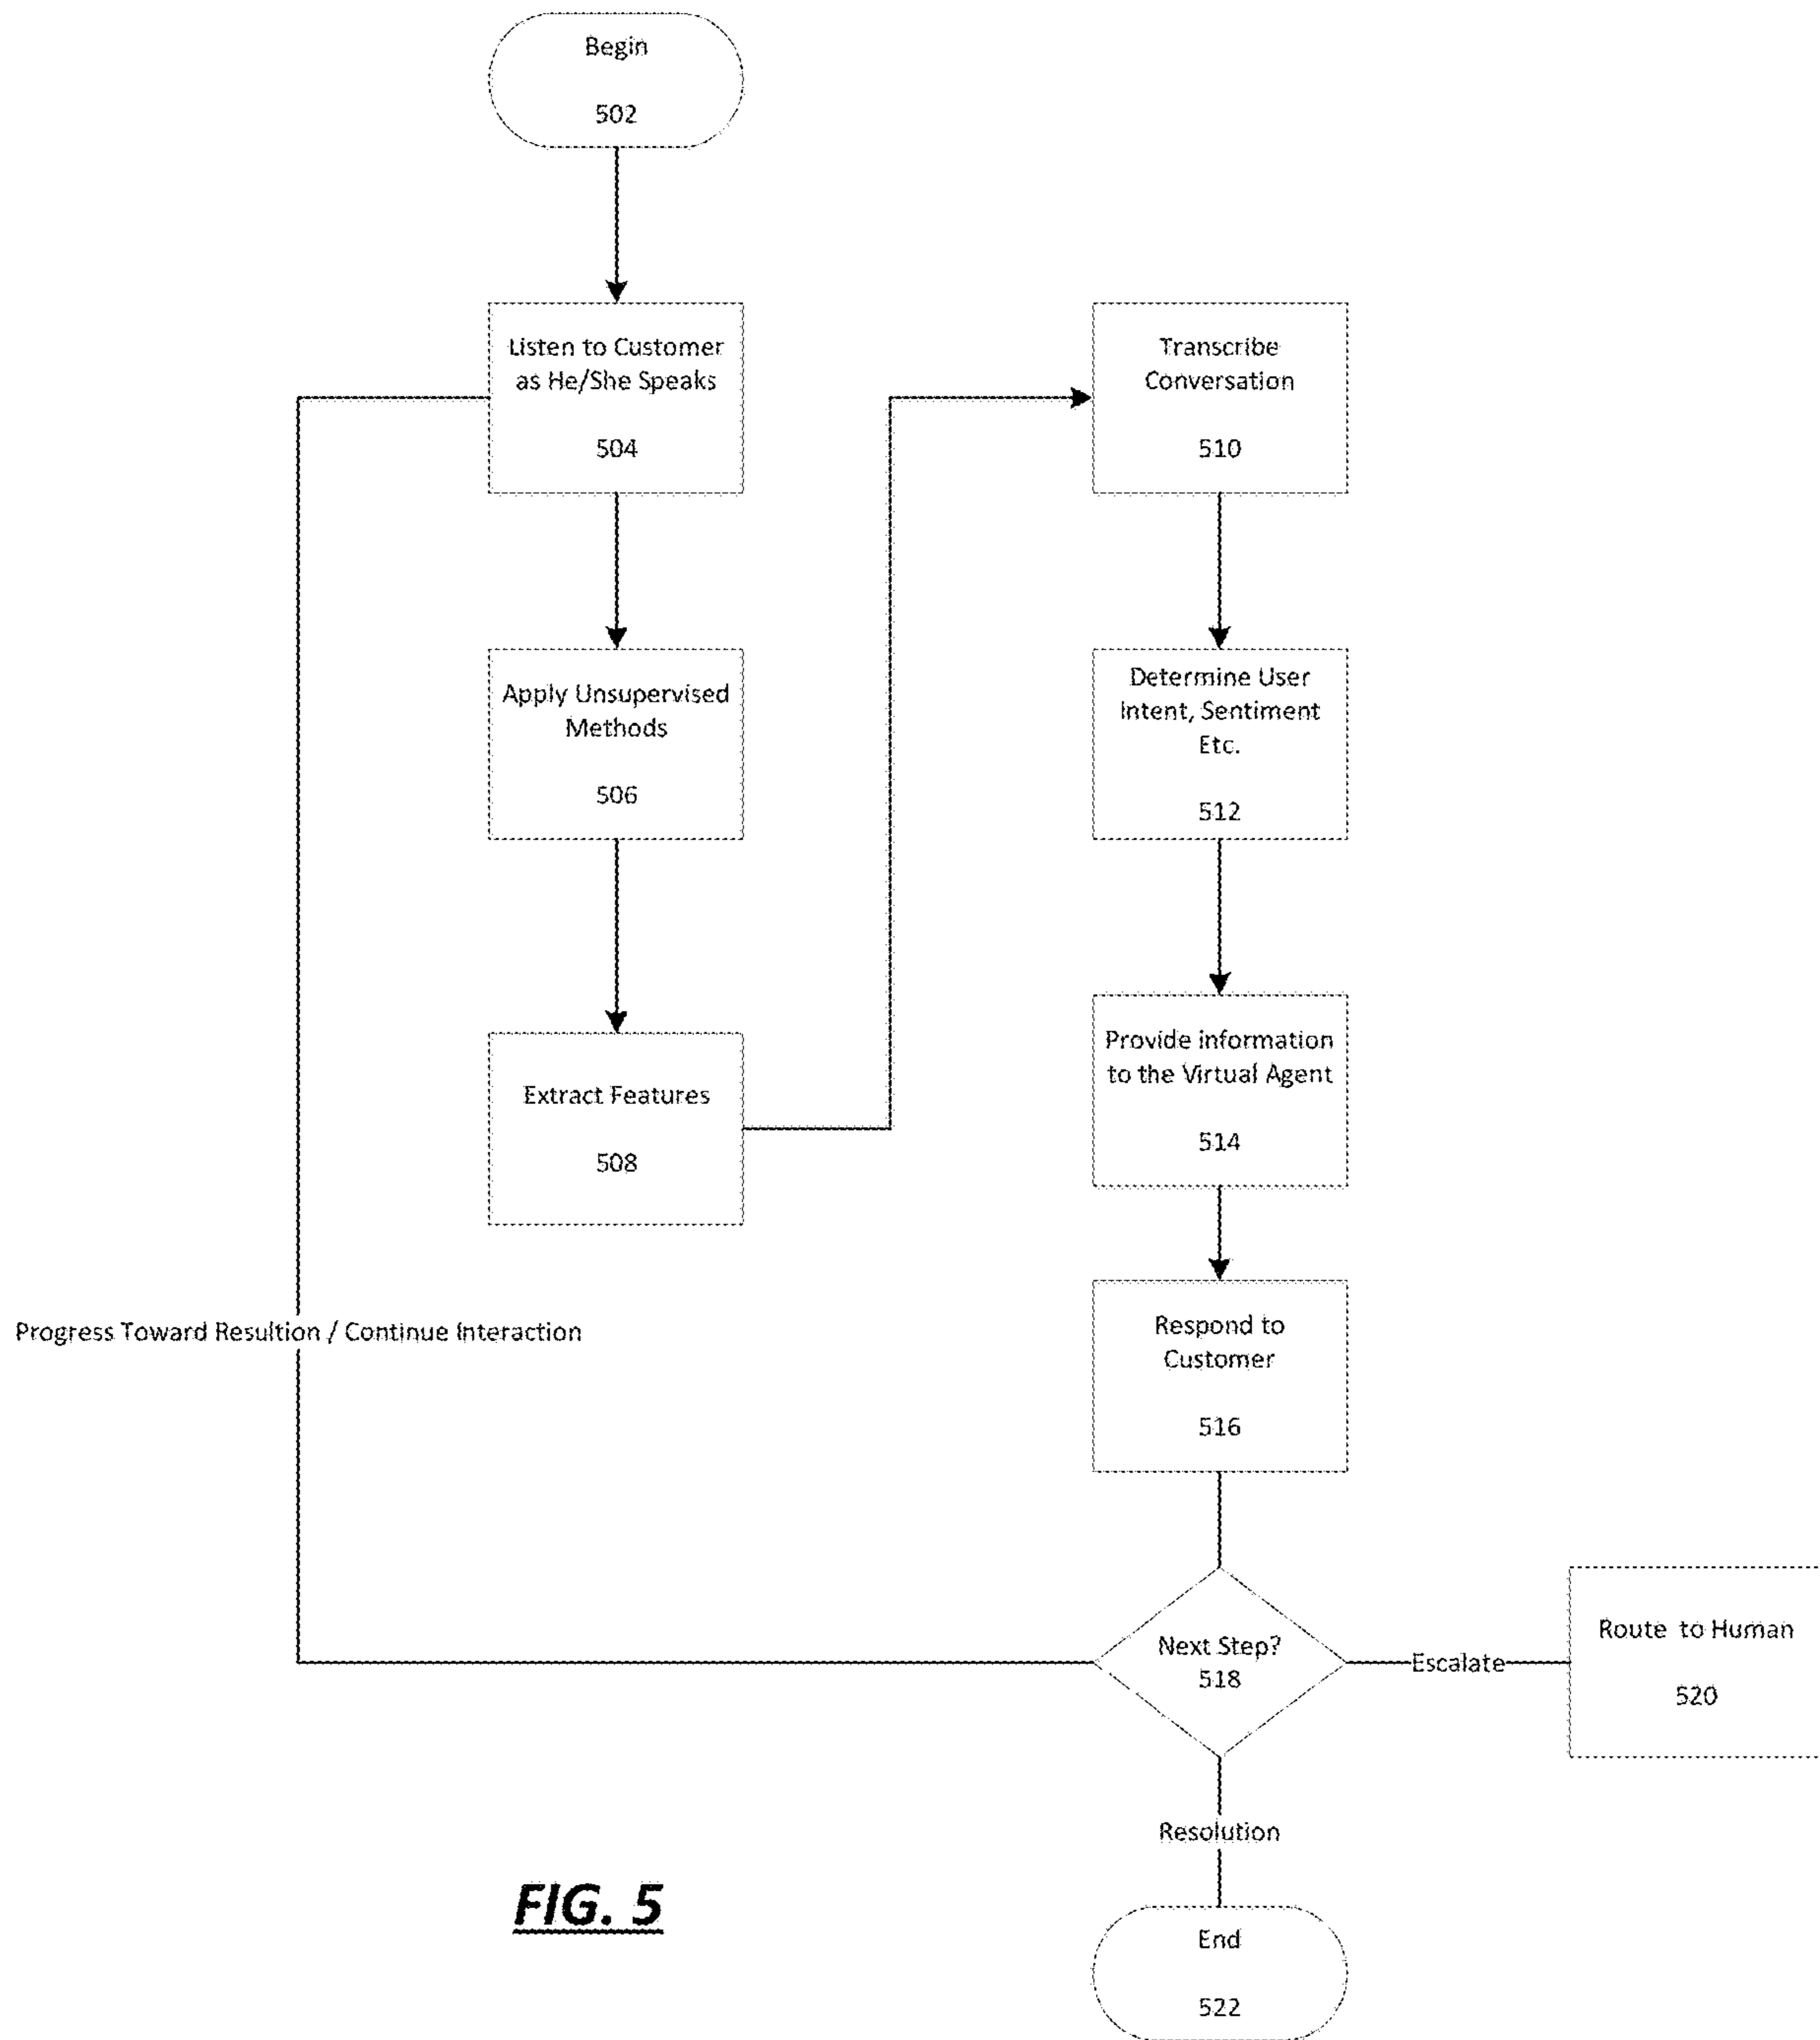 Begin
502
Listen to Customer
as He/She Speaks
504
Apply Unsupervised
Methods
506
Extract Features
508
Transcribe
Conversation
510
Determine User
Intent, Sentiment
Etc.
512
Provide information
to the Virtual Agent
514
Respond to
Customer
516
Progress Toward Resultion / Continue Interaction
Next Step?
518
Escalate
Route to Human
520
Resolution
End
522
FIG. 5